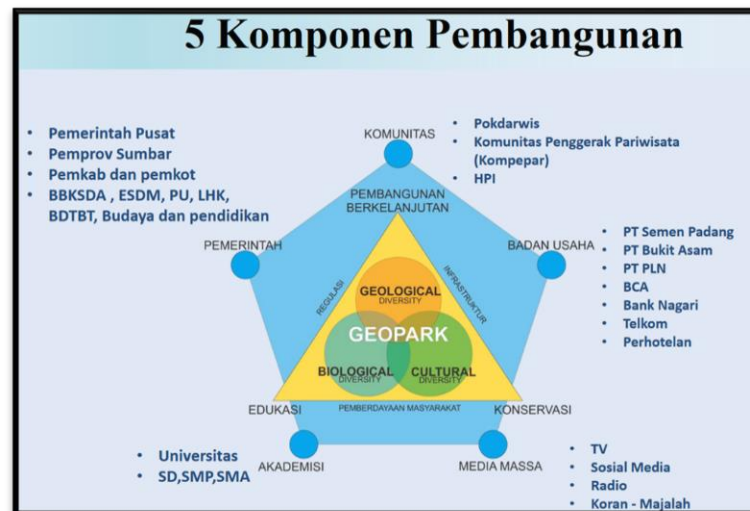 5 Komponen Pembangunan
• Pemerintah Pusat
• Pemprov Sumbar
• Pemkab dan pemkot
• BBKSDA , ESDM, PU, LHK,
BDTBT, Budaya dan pendidikan
KOMUNITAS
• Pokdarwis
• Komunitas Penggerak Pariwisata
(Kompepar)
• HPI
PEMBANGUNAN
BERKELANJUTAN
PEMERINTAH
BADAN USAHA
• PT Semen Padang
• PT Bukit Asam
• PT PLN
• BCA
• Bank Nagari
• Telkom
• Perhotelan
REGULASI
INFRASTRUKTUR
GEOLOGICAL
DIVERSITY
GEOPARK
BIOLOGICAL
DIVERSITY
CULTURAL
DIVERSITY
EDUKASI
PEMBERDAYAAN MASYARAKAT
KONSERVASI
• Universitas
• SD,SMP,SMA
AKADEMISI
MEDIA MASSA
• TV
• Sosial Media
• Radio
• Koran - Majalah